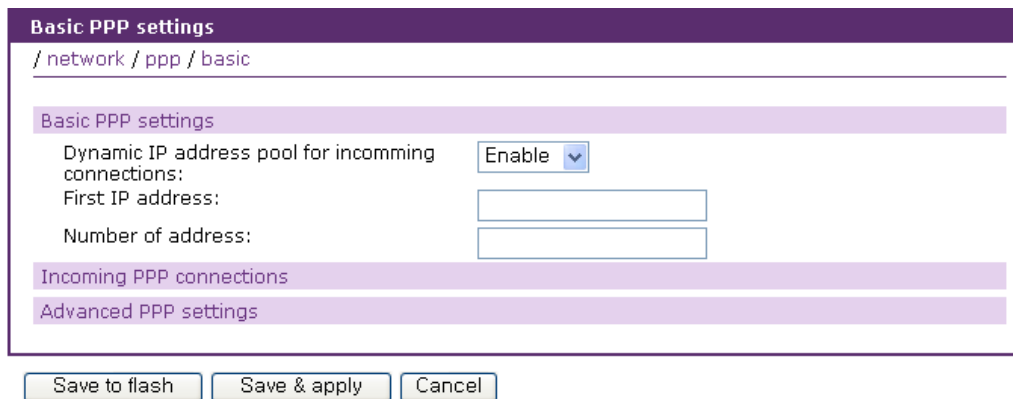 Basic PPP settings
/ network / ppp / basic
Basic PPP settings
Dynamic IP address pool for incomming
connections:
Enable
First IP address:
Number of address:
Incoming PPP connections
Advanced PPP settings
Save to flash
Save & apply
Cancel